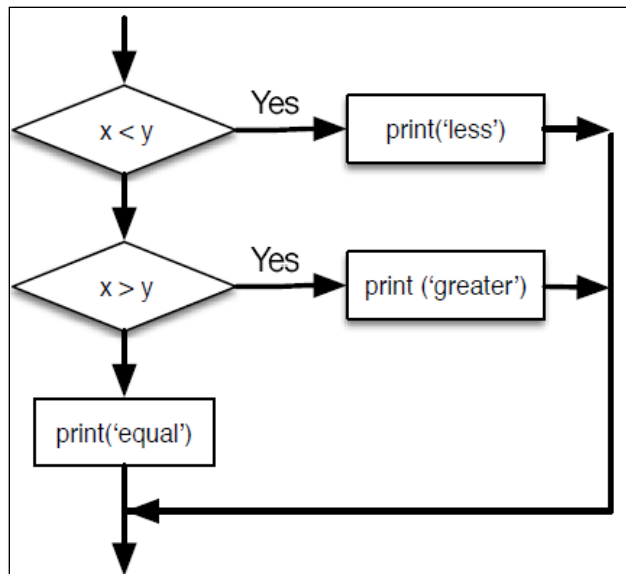 Yes
x < y
print(‘less’)
Yes
x > y
print (‘greater’)
print(‘equal’)